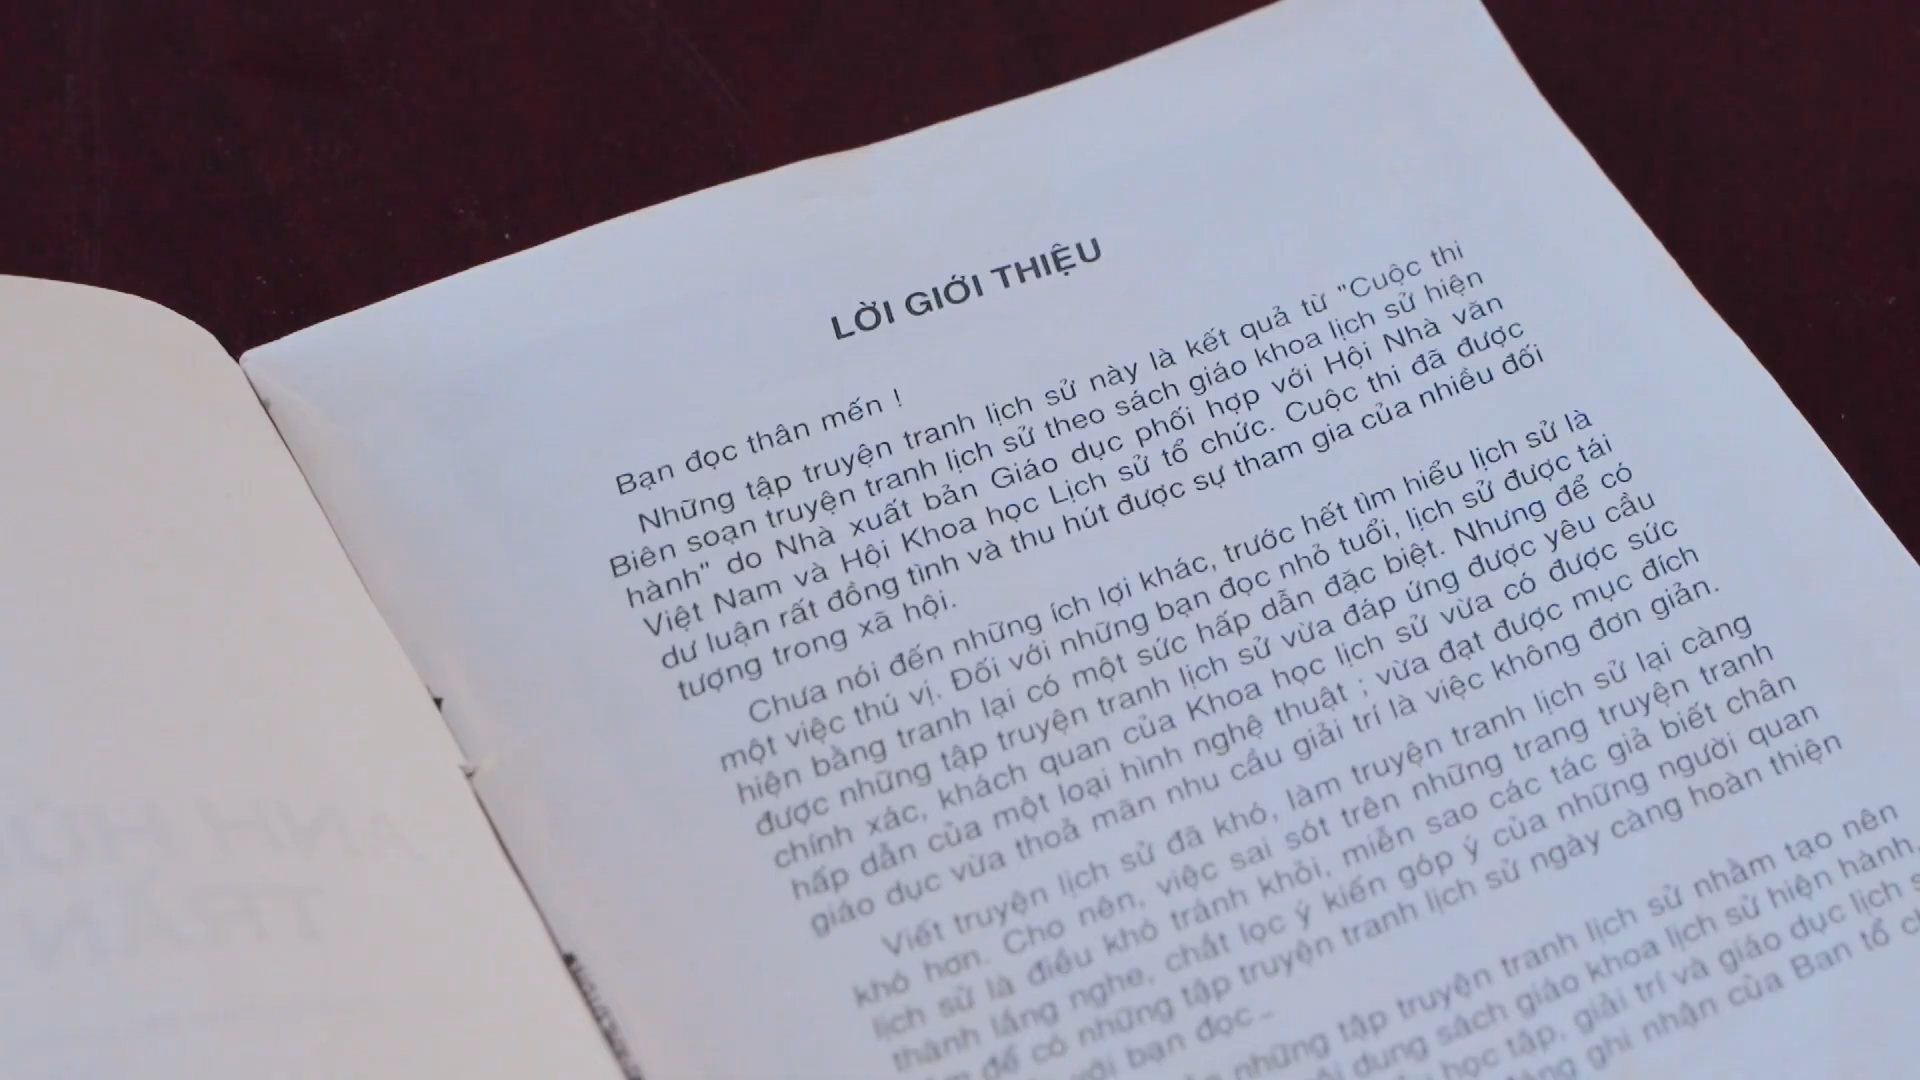 LỜI GIỚI THIỆU
Bạn đọc thân mến !
Những tập truyện tranh lịch sử này là kết quả từ "Cuộc thi
Biên soạn truyện tranh lịch sử theo sách giáo khoa lịch sử hiện
hành" do Nhà xuất bản Giáo dục phối hợp với Hội Nhà văn
Việt Nam và Hội Khoa học Lịch sử tổ chức. Cuộc thi đã được
dư luận rất đồng tình và thu hút được sự tham gia của nhiều đối
tượng trong xã hội.
Chưa nói đến những ích lợi khác, trước hết tìm hiểu lịch sử là
một việc thú vị. Đối với những bạn đọc nhỏ tuổi, lịch sử được tái
hiện bằng tranh lại có một sức hấp dẫn đặc biệt. Nhưng để có
được những tập truyện tranh lịch sử vừa đáp ứng được yêu cầu
chính xác, khách quan của Khoa học lịch sử vừa có được sức
hấp dẫn của một loại hình nghệ thuật ; vừa đạt được mục đích
giáo dục vừa thoả mãn nhu cầu giải trí là việc không đơn giản.
Viết truyện lịch sử đã khó, làm truyện tranh lịch sử lại càng
khó hơn. Cho nên, việc sai sót trên những trang truyện tranh
lịch sử là điều khó tránh khỏi, miễn sao các tác giả biết chân
thành lắng nghe, chắt lọc ý kiến góp ý của những người quan
để có những tập truyện tranh lịch sử ngày càng hoàn thiện
với bạn đọc
những tập truyện tranh lịch sử nhằm tạo nên
dung sách giáo khoa lịch sử hiện hành,
học tập, giải trí và giáo dục lịch
ghi nhận của Ban tổ
ANH
TRẦN